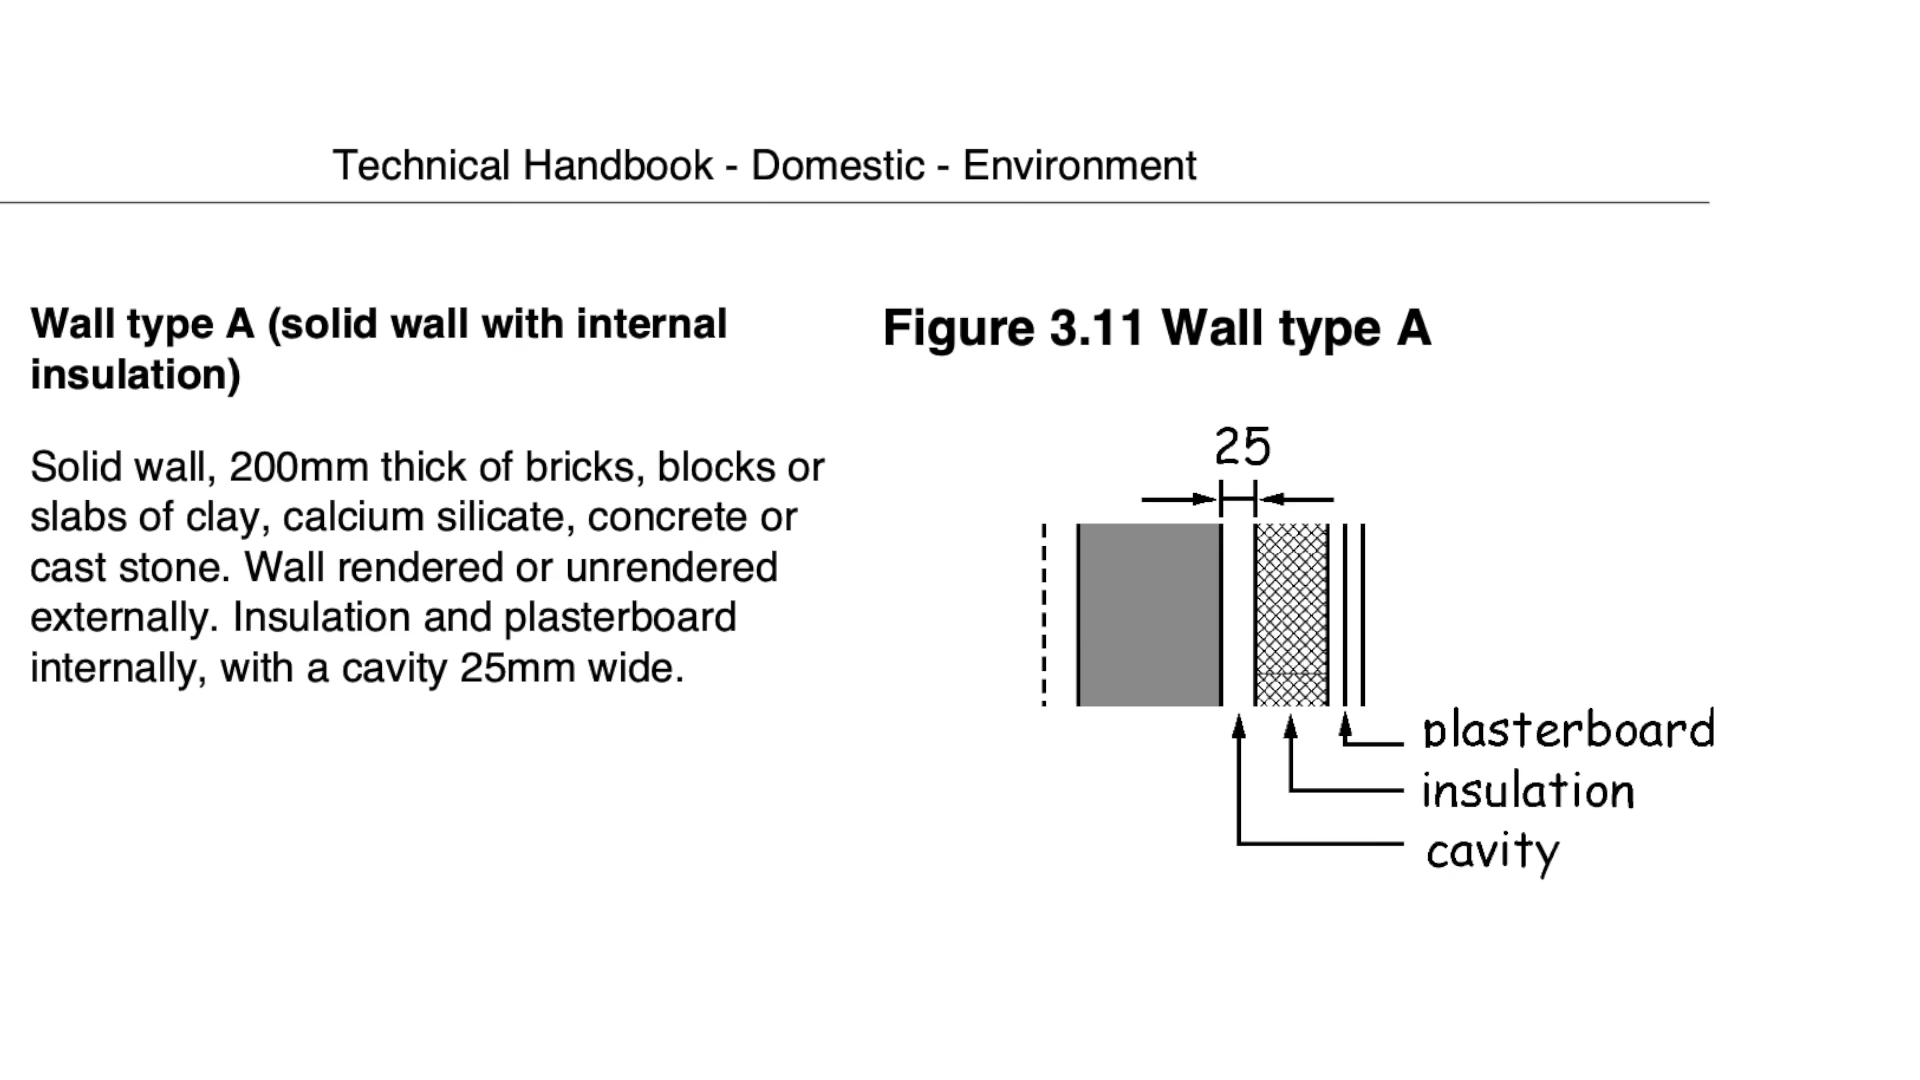 Technical Handbook - Domestic - Environment
Wall type A (solid wall with internal
insulation)
Solid wall, 200mm thick of bricks, blocks or
slabs of clay, calcium silicate, concrete or
cast stone. Wall rendered or unrendered
externally. Insulation and plasterboard
internally, with a cavity 25mm wide.
Figure 3.11 Wall type A
25
plasterboard
insulation
cavity